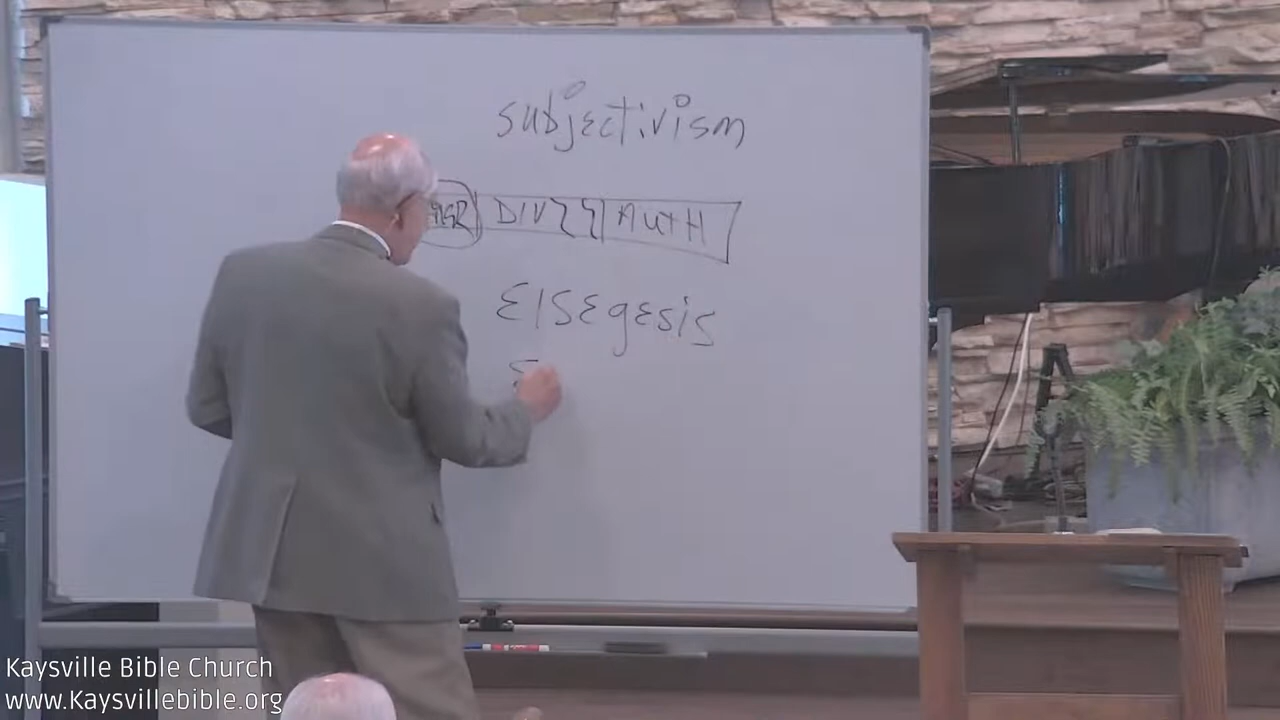 subjectivism
DIV AUTH
EISEgesis
Kaysville Bible Church
www.Kaysvillebible.org